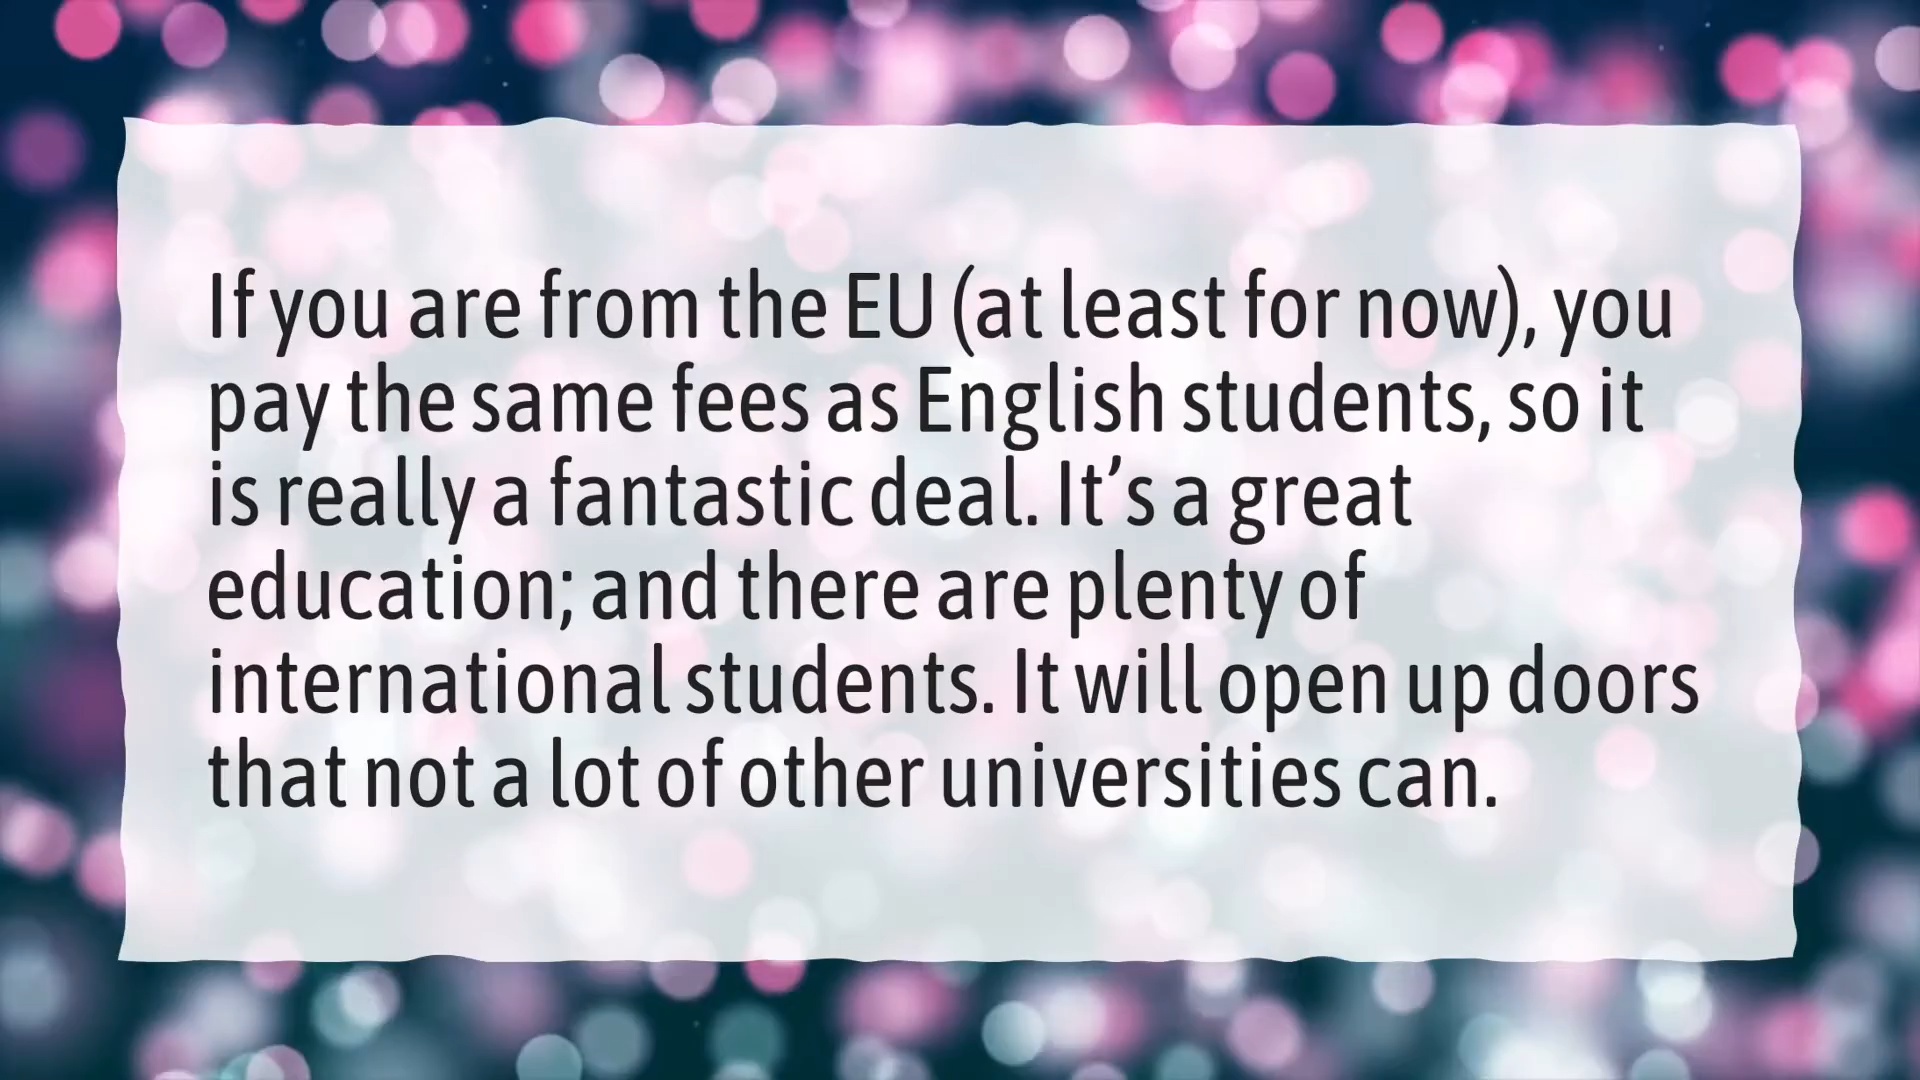 If you are from the EU (at least for now), you
pay the same fees as English students, so it
is really a fantastic deal. It’s a great
education; and there are plenty of
international students. It will open up doors
that not a lot of other universities can.